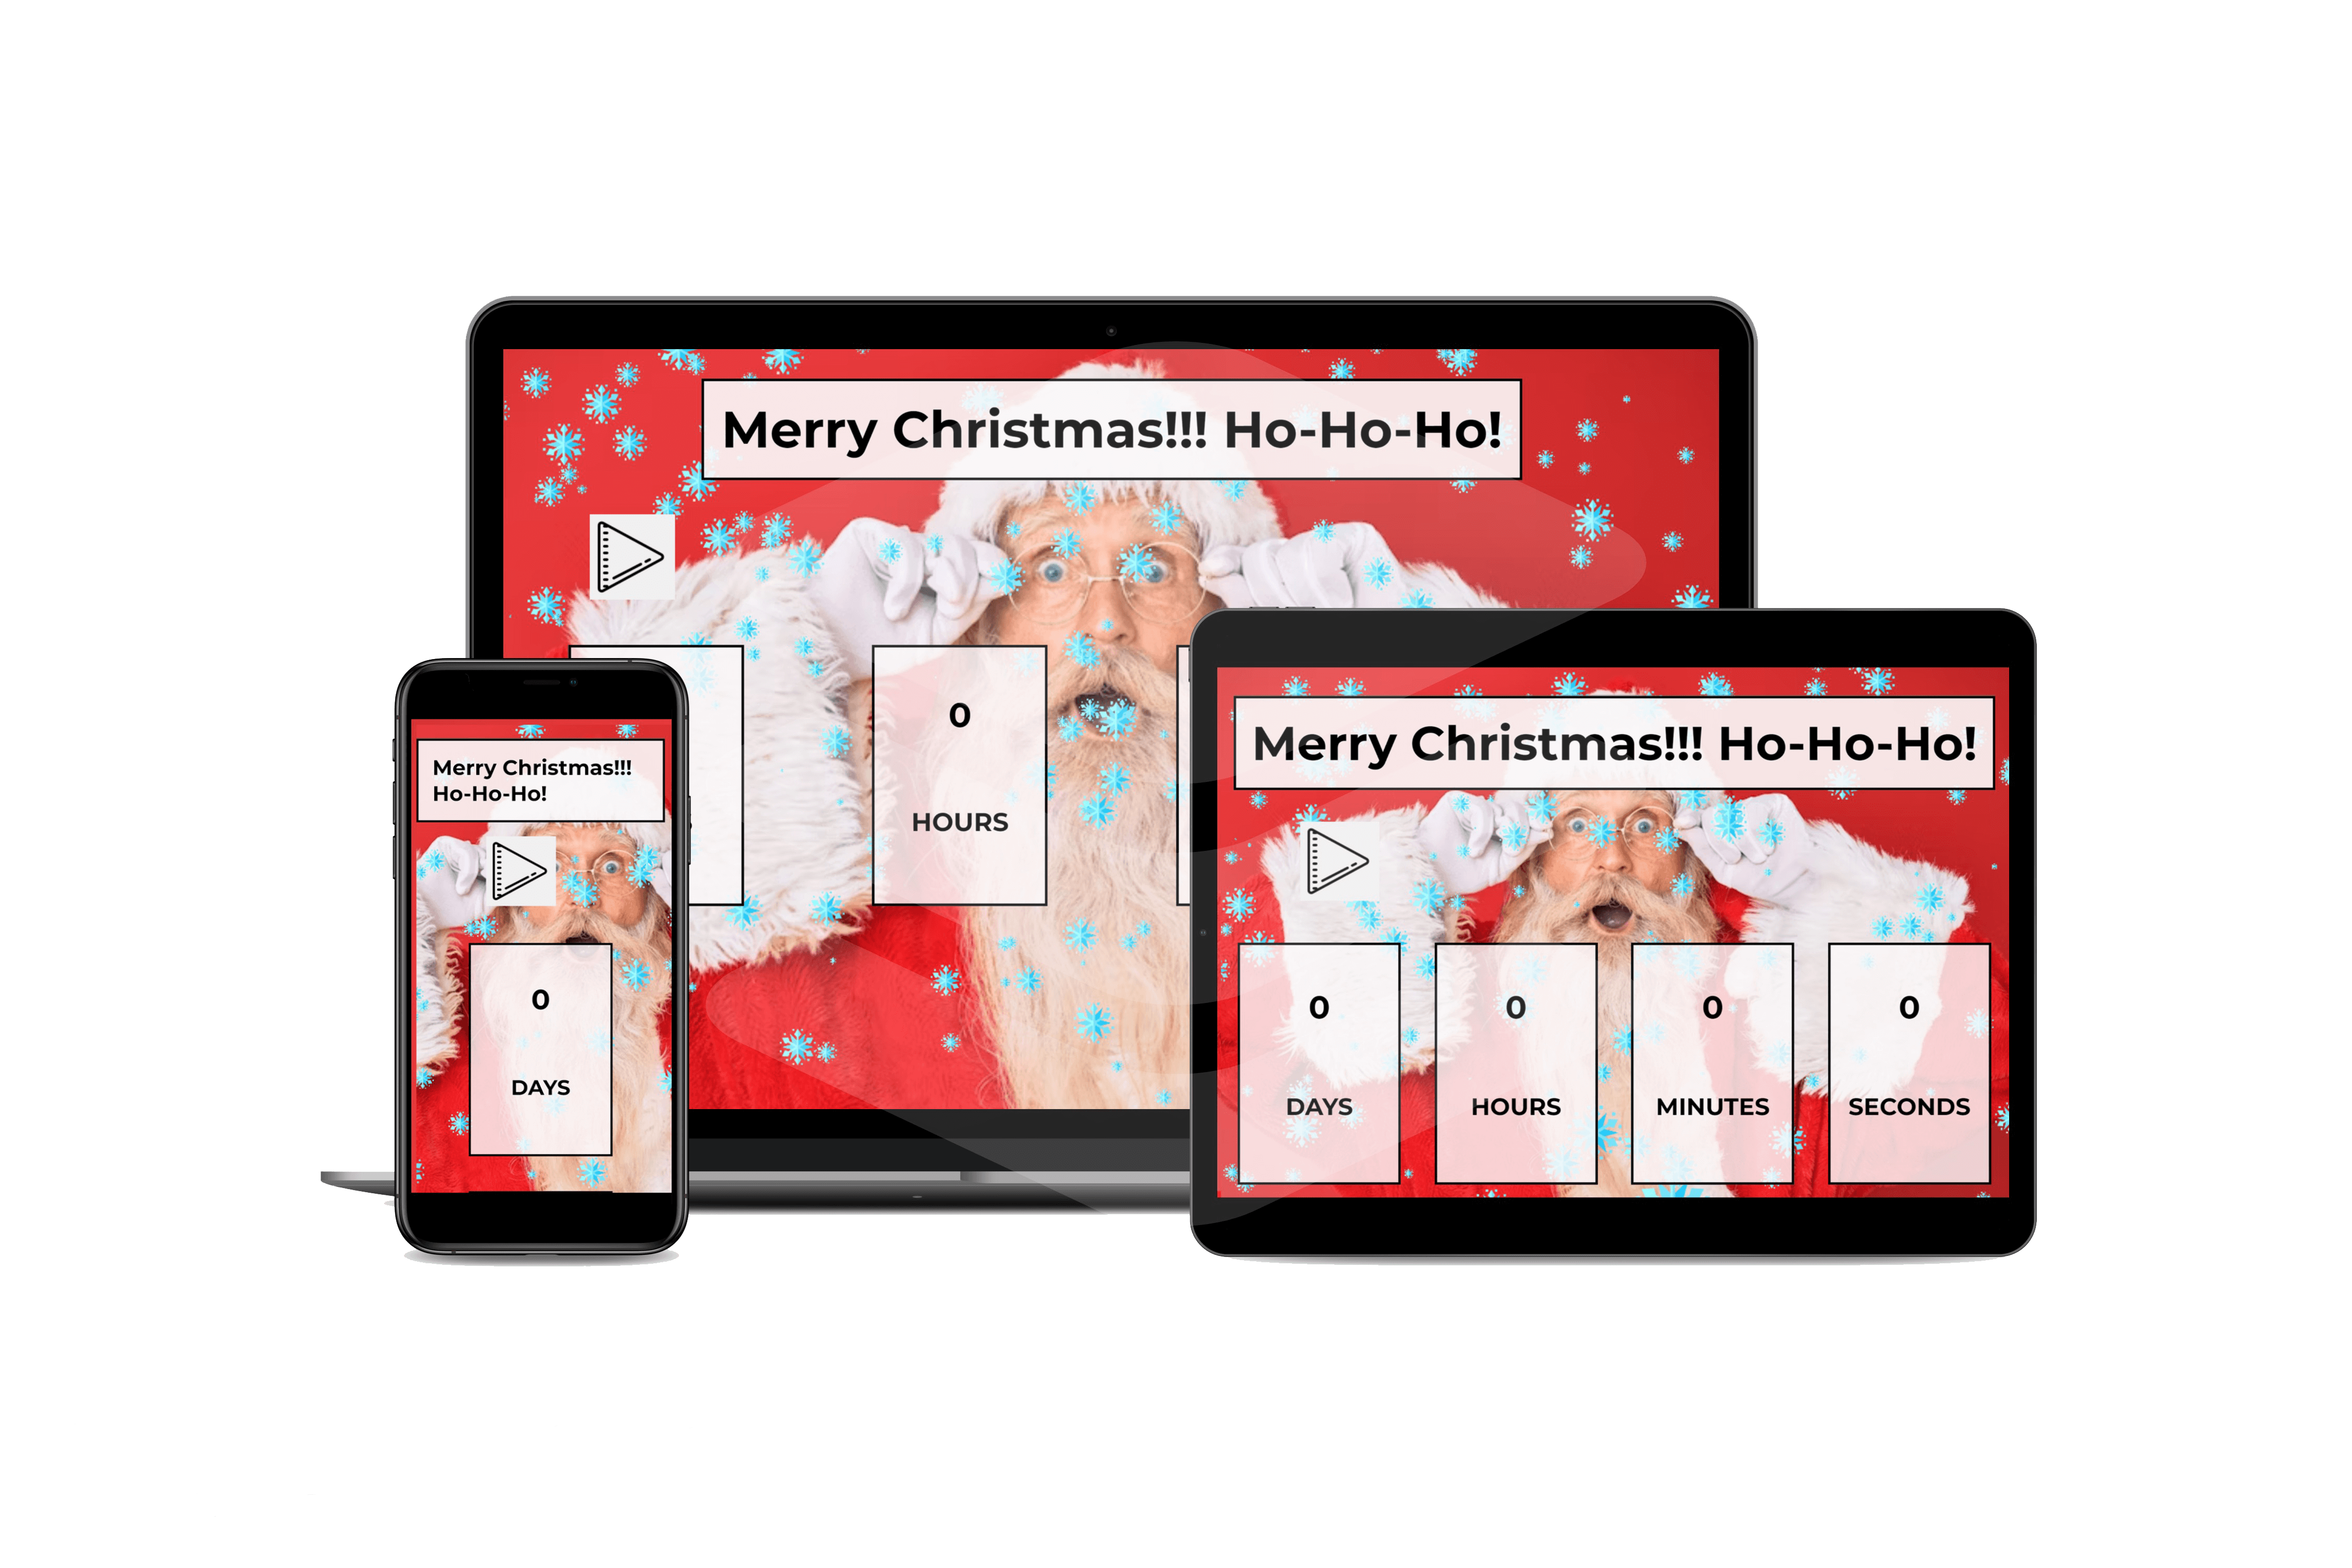 Merry Christmas!!! Ho-Ho-Ho!
0
HOURS
Merry Christmas!!!
Ho-Ho-Ho!
0
DAYS
Merry Christmas!!! Ho-Ho-Ho!
0 0 0 0
DAYS HOURS MINUTES SECONDS